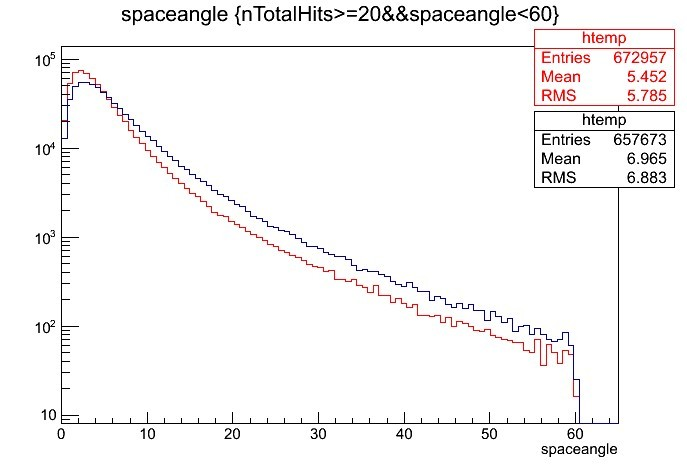 spaceangle {nTotalHits>=20&&spaceangle<60}
htemp
Entries 672957
Mean 5.452
RMS 5.785
htemp
Entries 657673
Mean 6.965
RMS 6.883
10^5
10^4
10^3
10^2
10
0 10 20 30 40 50 60
spaceangle